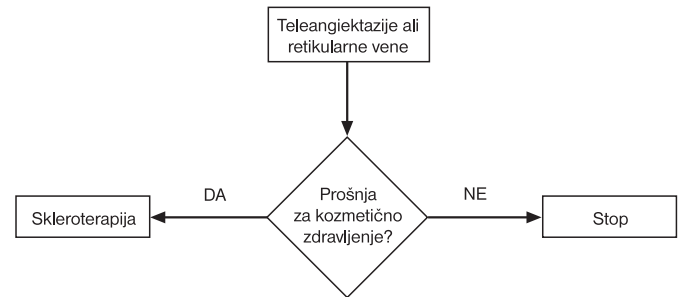 Teleangiektazije ali
retikularne vene
Prošnja
za kozmetično
zdravljenje?
DA
NE
Skleroterapija
Stop